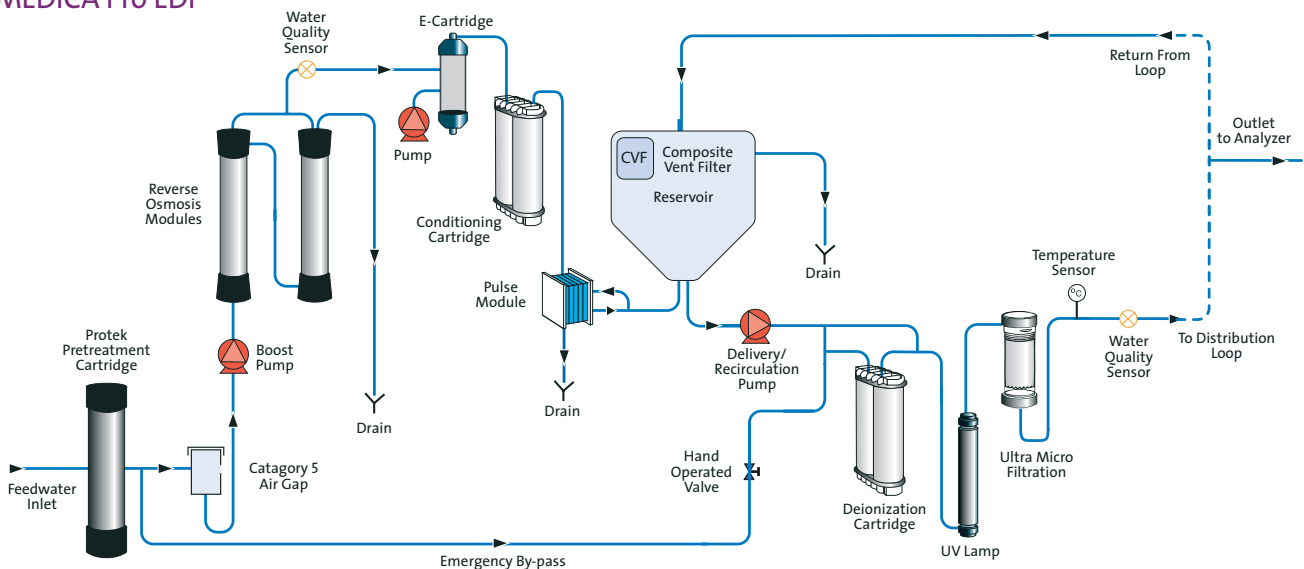 MEDICA Pro EDI
Water
Quality
Sensor
E-Cartridge
Return From
Loop
Outlet
to Analyzer
Pump
CVF
Composite
Vent Filter
Reservoir
Reverse
Osmosis
Modules
Conditioning
Cartridge
Drain
Temperature
Sensor
°C
Pulse
Module
Protek
Pretreatment
Cartridge
Boost
Pump
Delivery/
Recirculation
Pump
Water
Quality
Sensor
To Distribution
Loop
Drain
Drain
Feedwater
Inlet
Catagory 5
Air Gap
Hand
Operated
Valve
Ultra Micro
Filtration
Deionization
Cartridge
UV Lamp
Emergency By-pass